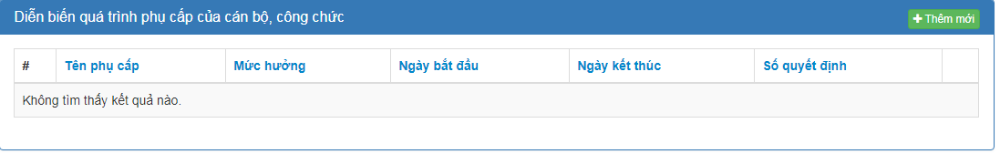 Diễn biến quá trình phụ cấp của cán bộ, công chức
Thêm mới
# Tên phụ cấp Mức hưởng Ngày bắt đầu Ngày kết thúc Số quyết định
Không tìm thấy kết quả nào.